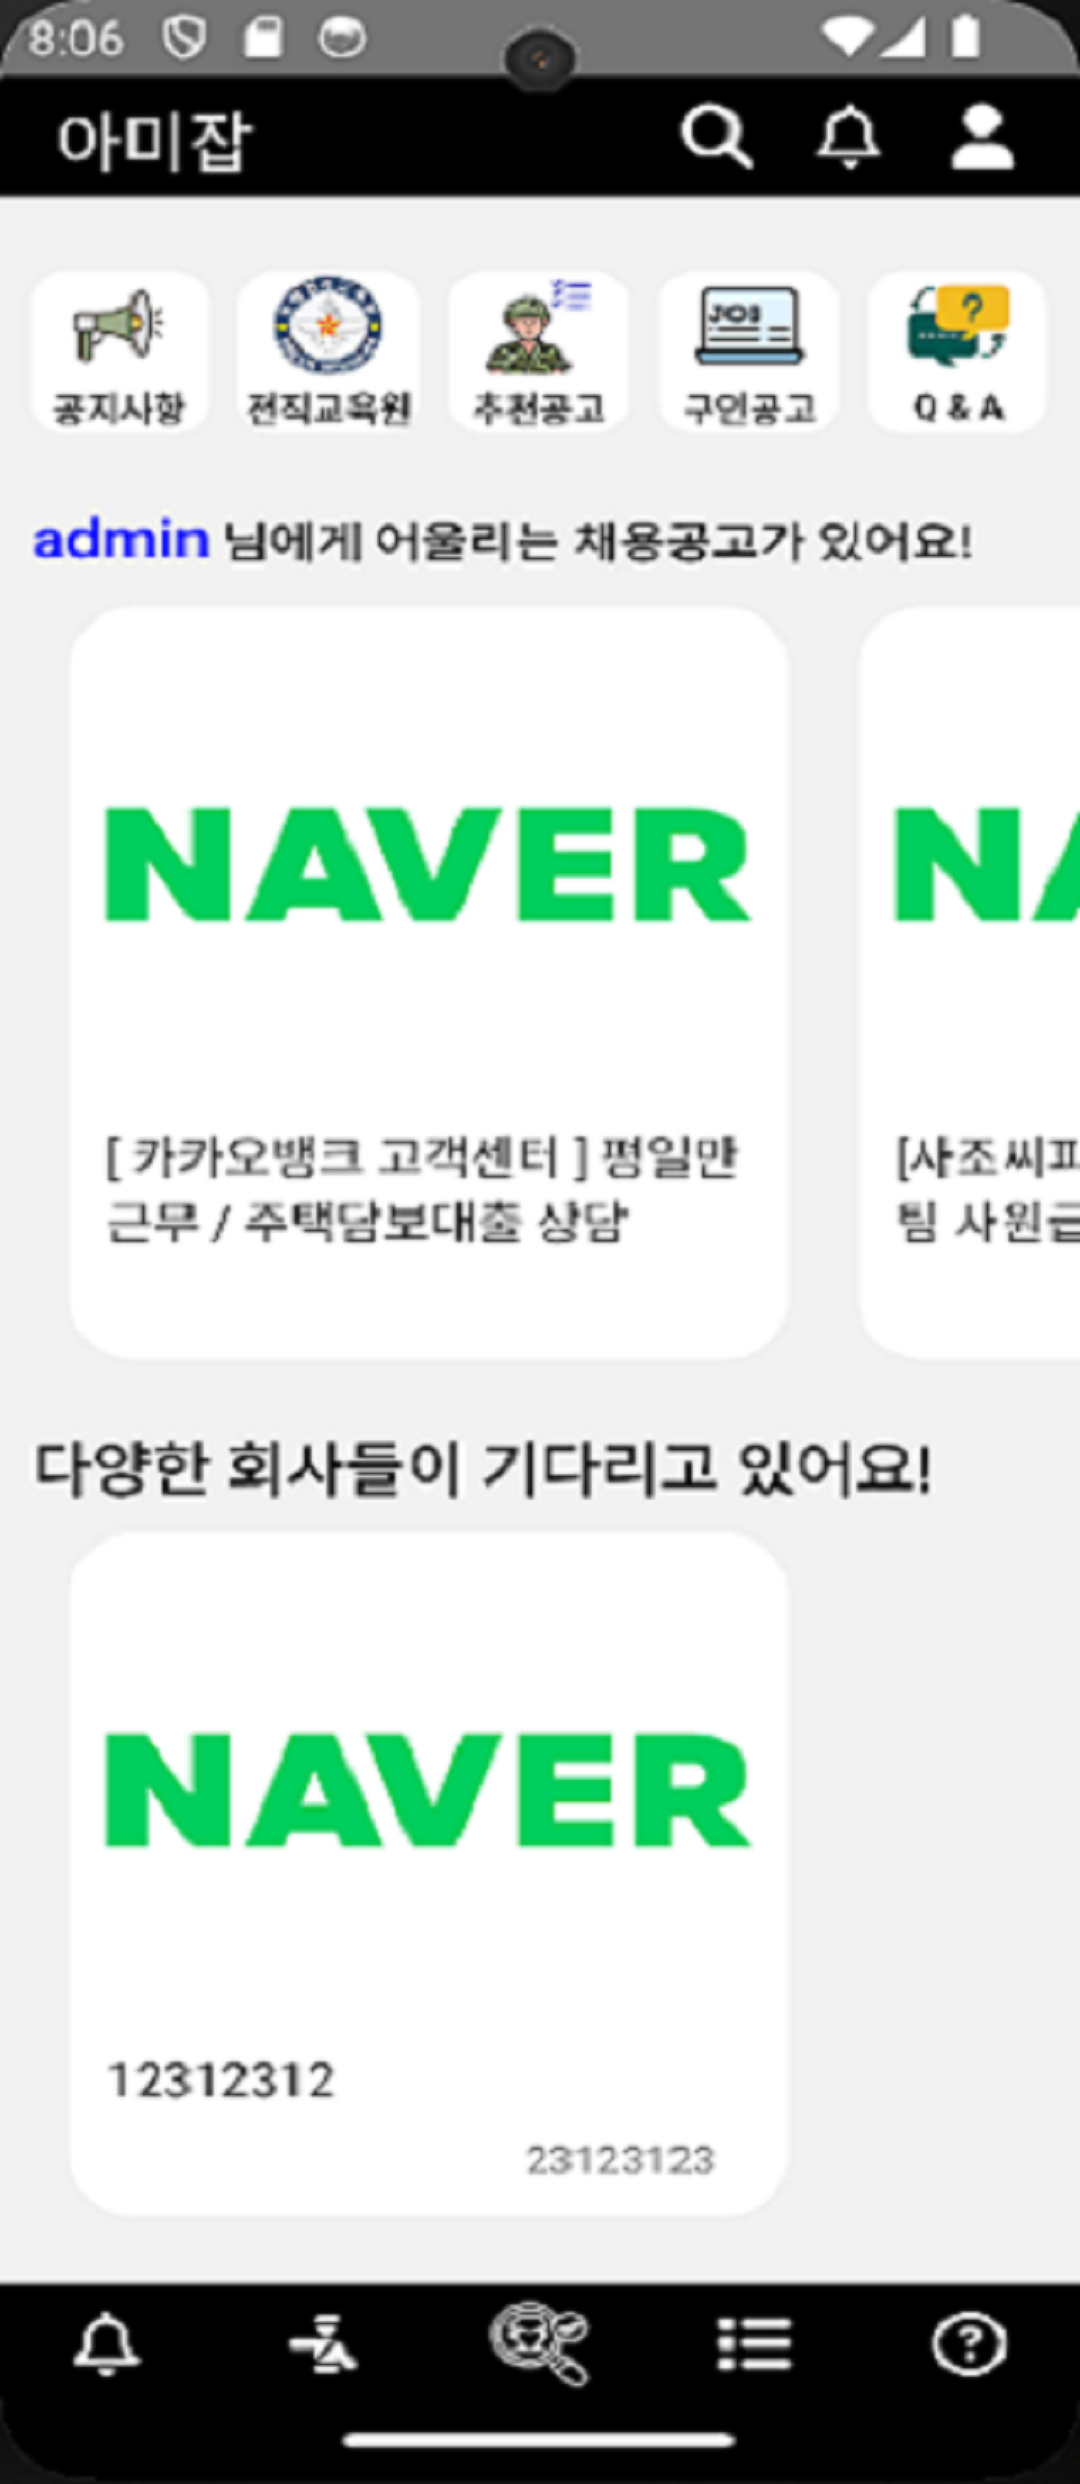 8:06
아미잡
JOB
공지사항
전직교육원
추천공고
구인공고
Q & A
admin 님에게 어울리는 채용공고가 있어요!
NAVER
NA
[ 카카오뱅크 고객센터 ] 평일만
근무 / 주택담보대출 상담
[사조씨푸
팀 사원급
다양한 회사들이 기다리고 있어요!
NAVER
12312312
23123123